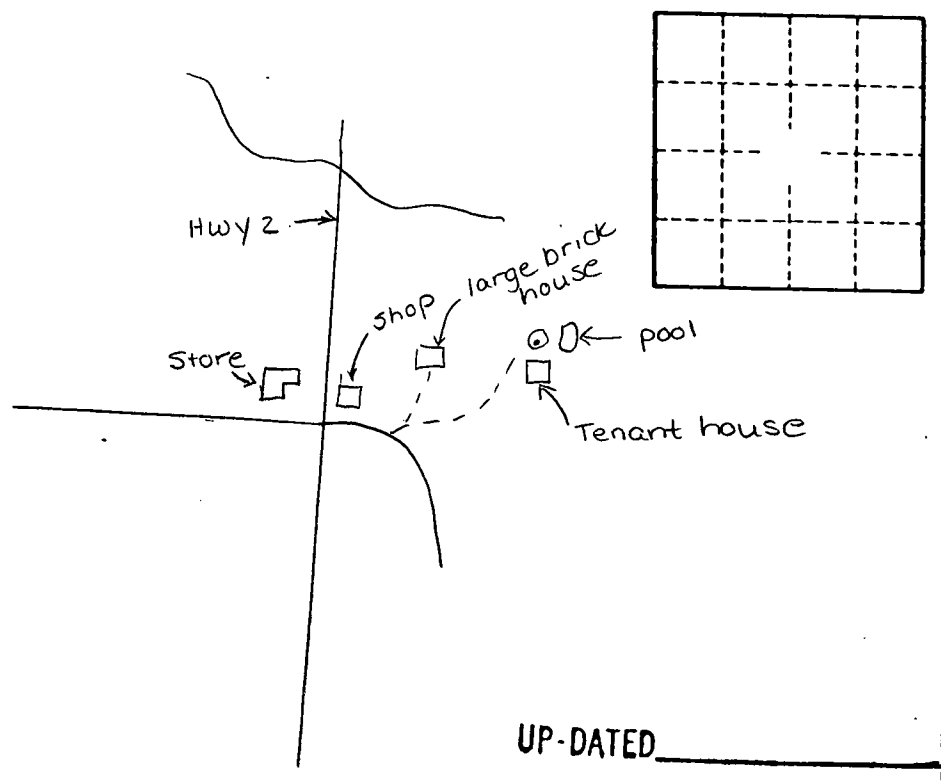 Hwy 2
large brick
house
shop
Store
pool
Tenant house
UP-DATED